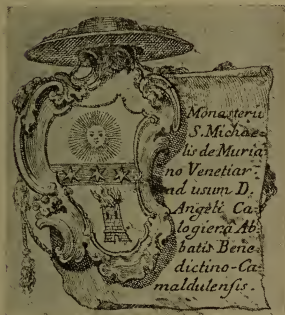 Monasterii
S. Michae-
lis de Muria
no Venetiar.
ad usum D.
Angeli Ca-
logierà Ab-
batis Bene-
dictino-Ca-
maldulensis.